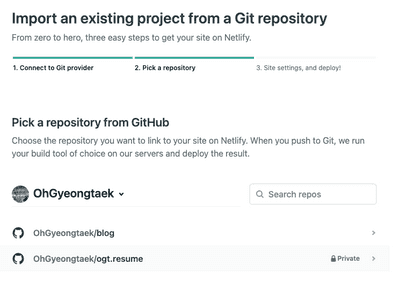 Import an existing project from a Git repository
From zero to hero, three easy steps to get your site on Netlify.
1. Connect to Git provider
2. Pick a repository
3. Site settings, and deploy!
Pick a repository from GitHub
Choose the repository you want to link to your site on Netlify. When you push to Git, we run
your build tool of choice on our servers and deploy the result.
OhGyeongtaek
Search repos
OhGyeongtaek/blog
OhGyeongtaek/ogt.resume
Private